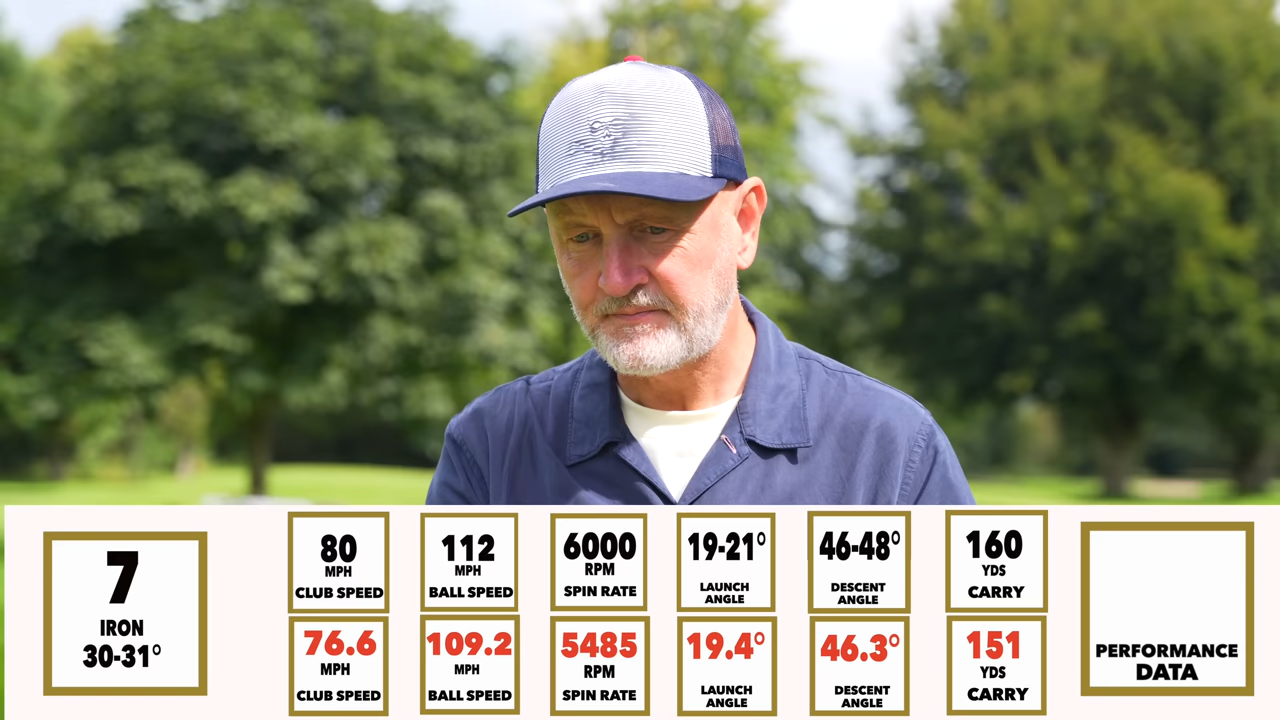 7
IRON
30-31°
80
MPH
CLUB SPEED
112
MPH
BALL SPEED
6000
RPM
SPIN RATE
19-21°
LAUNCH
ANGLE
46-48°
DESCENT
ANGLE
160
YDS
CARRY
76.6
MPH
CLUB SPEED
109.2
MPH
BALL SPEED
5485
RPM
SPIN RATE
19.4°
LAUNCH
ANGLE
46.3°
DESCENT
ANGLE
151
YDS
CARRY
PERFORMANCE
DATA